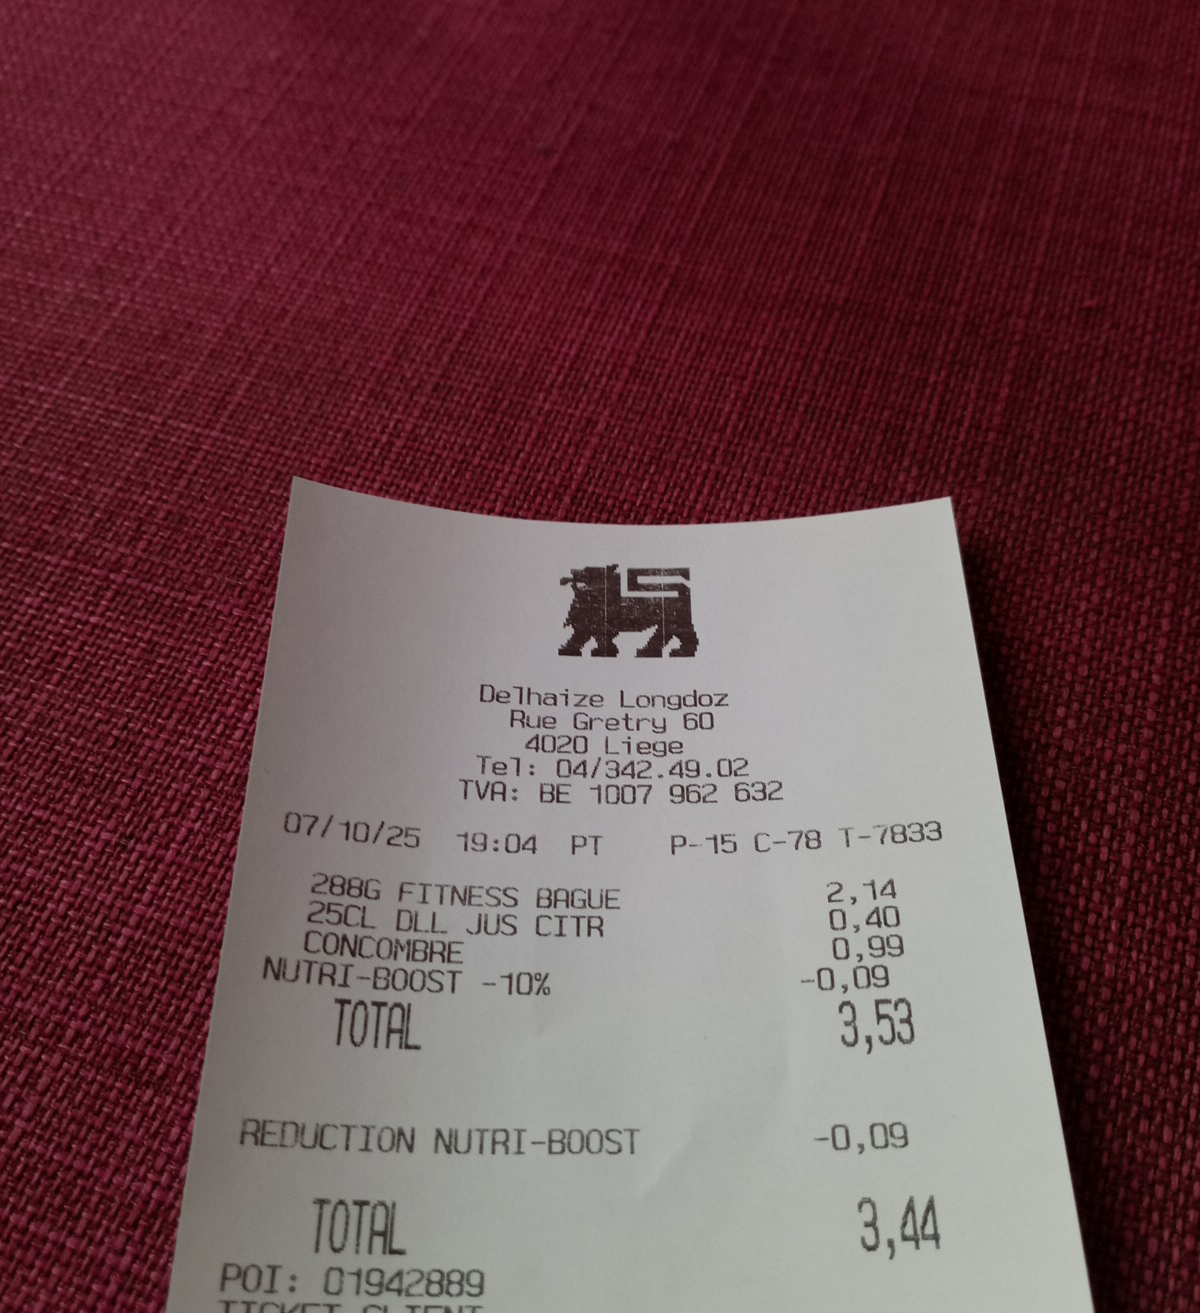 Delhaize Longdoz
Rue Gretry 60
4020 Liege
Tel: 04/342.49.02
TVA: BE 1007 962 632
07/10/25 19:04 PT P-15 C-78 T-7833
288G FITNESS BAGUE 2,14
25CL DLL JUS CITR 0,40
CONCOMBRE 0,99
NUTRI-BOOST -10% -0,09
TOTAL 3,53
REDUCTION NUTRI-BOOST -0,09
TOTAL 3,44
POI: 01942889
TICKET CLIENT